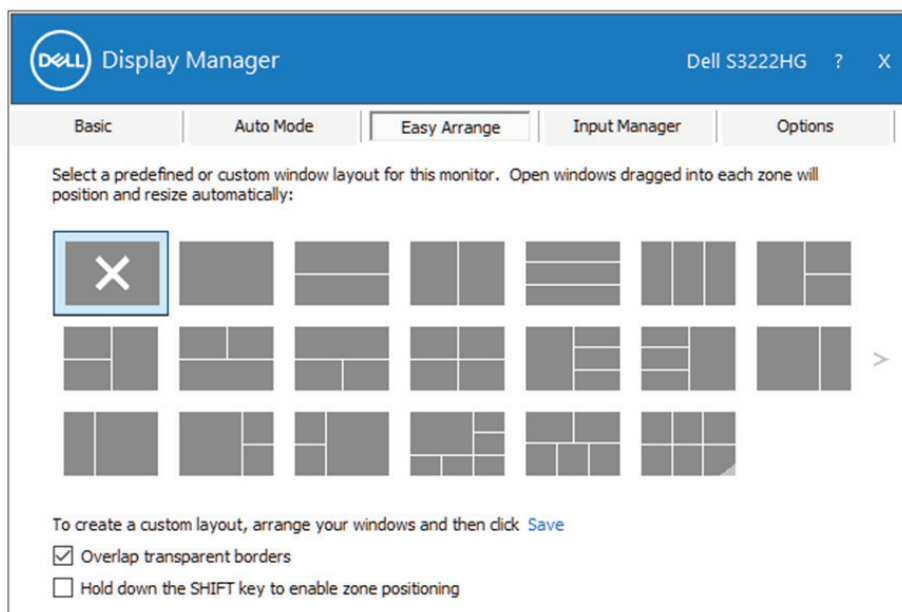 DELL Display Manager Dell S3222HG ? X
Basic Auto Mode Easy Arrange Input Manager Options
Select a predefined or custom window layout for this monitor. Open windows dragged into each zone will
position and resize automatically:
>
To create a custom layout, arrange your windows and then click Save
Overlap transparent borders
Hold down the SHIFT key to enable zone positioning